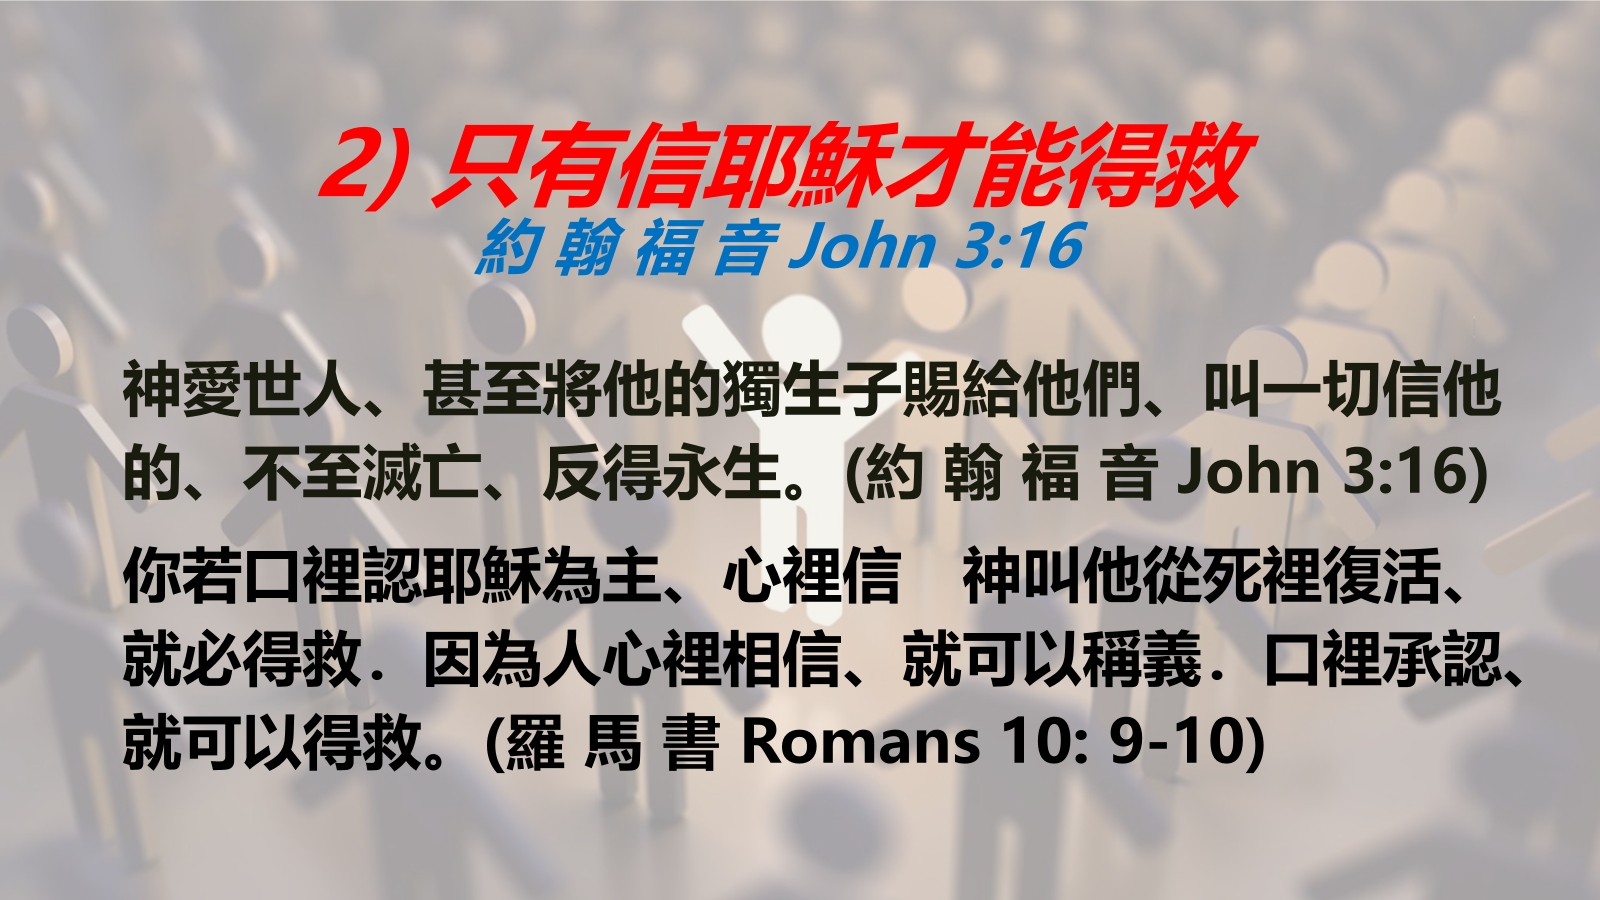 2) 只有信耶穌才能得救
約 翰 福 音 John 3:16
神愛世人、甚至將他的獨生子賜給他們、叫一切信他
的、不至滅亡、反得永生。(約 翰 福 音 John 3:16)
你若口裡認耶穌為主、心裡信　神叫他從死裡復活、
就必得救．因為人心裡相信、就可以稱義．口裡承認、
就可以得救。(羅 馬 書 Romans 10: 9-10)